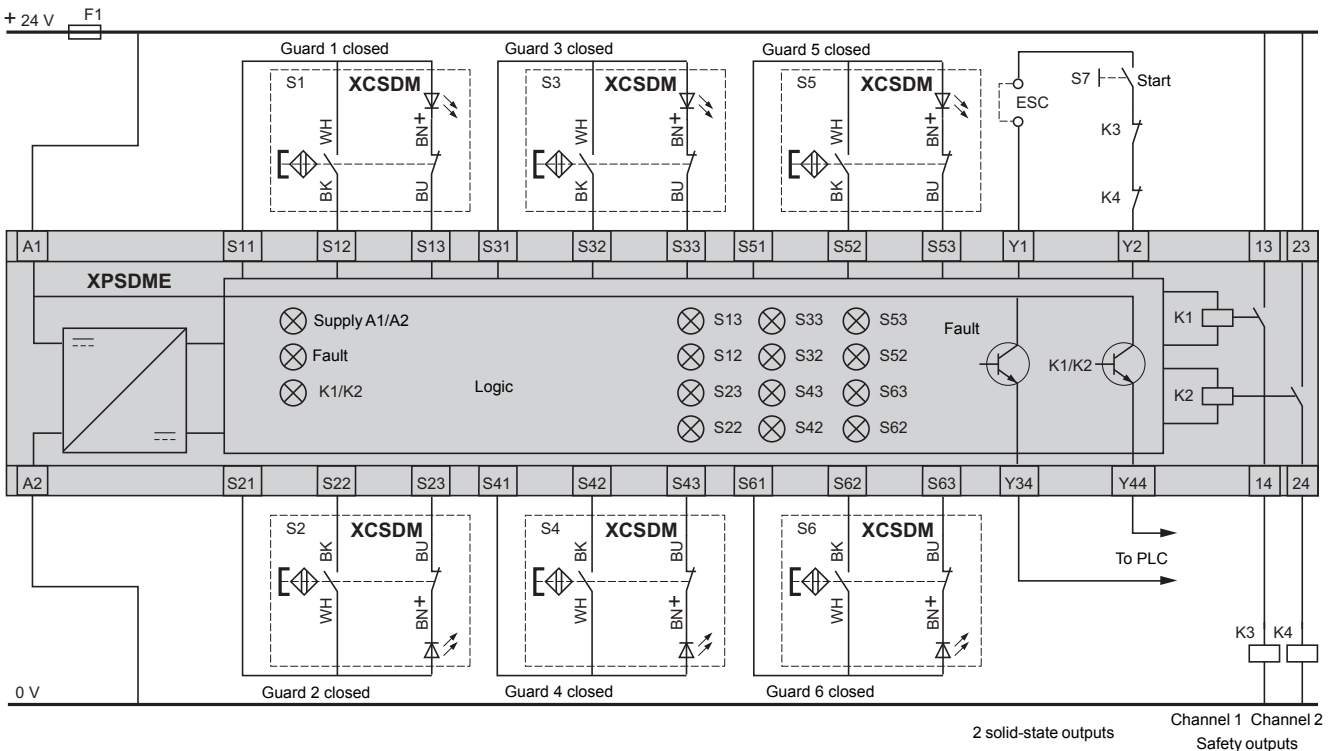 + 24 V F1
Guard 1 closed Guard 3 closed Guard 5 closed
S1 XCSDM S3 XCSDM S5 XCSDM S7 Start
ESC
WH BN+ WH BN+ WH BN+ K3
BK BU BK BU BK BU K4
A1 S11 S12 S13 S31 S32 S33 S51 S52 S53 Y1 Y2 13 23
XPSDME
Supply A1/A2 S13 S33 S53 Fault K1
Fault S12 S32 S52 K1/K2
K1/K2 Logic S23 S43 S63 K2
S22 S42 S62
A2 S21 S22 S23 S41 S42 S43 S61 S62 S63 Y34 Y44 14 24
S2 XCSDM S4 XCSDM S6 XCSDM
BK BU BK BU BK BU To PLC
WH BN+ WH BN+ WH BN+
K3 K4
0 V Guard 2 closed Guard 4 closed Guard 6 closed
2 solid-state outputs Channel 1 Channel 2
Safety outputs